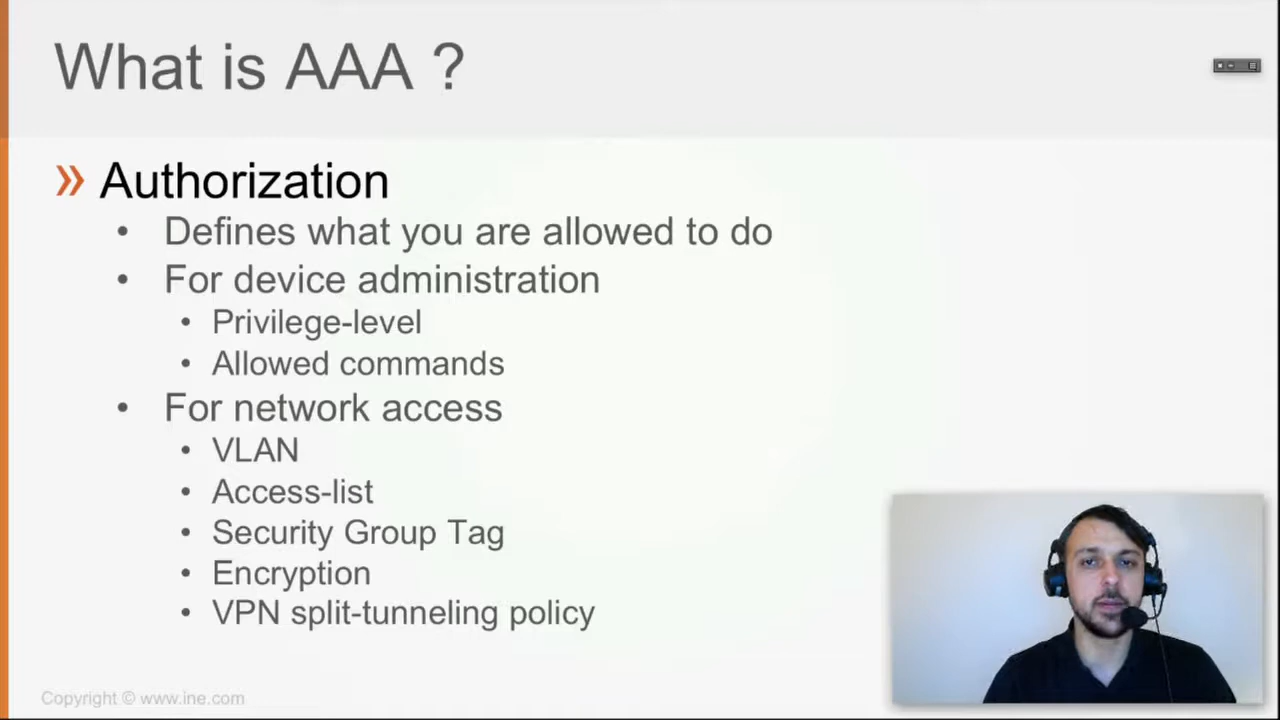 What is AAA ?
» Authorization
• Defines what you are allowed to do
• For device administration
• Privilege-level
• Allowed commands
• For network access
• VLAN
• Access-list
• Security Group Tag
• Encryption
• VPN split-tunneling policy
Copyright © www.ine.com